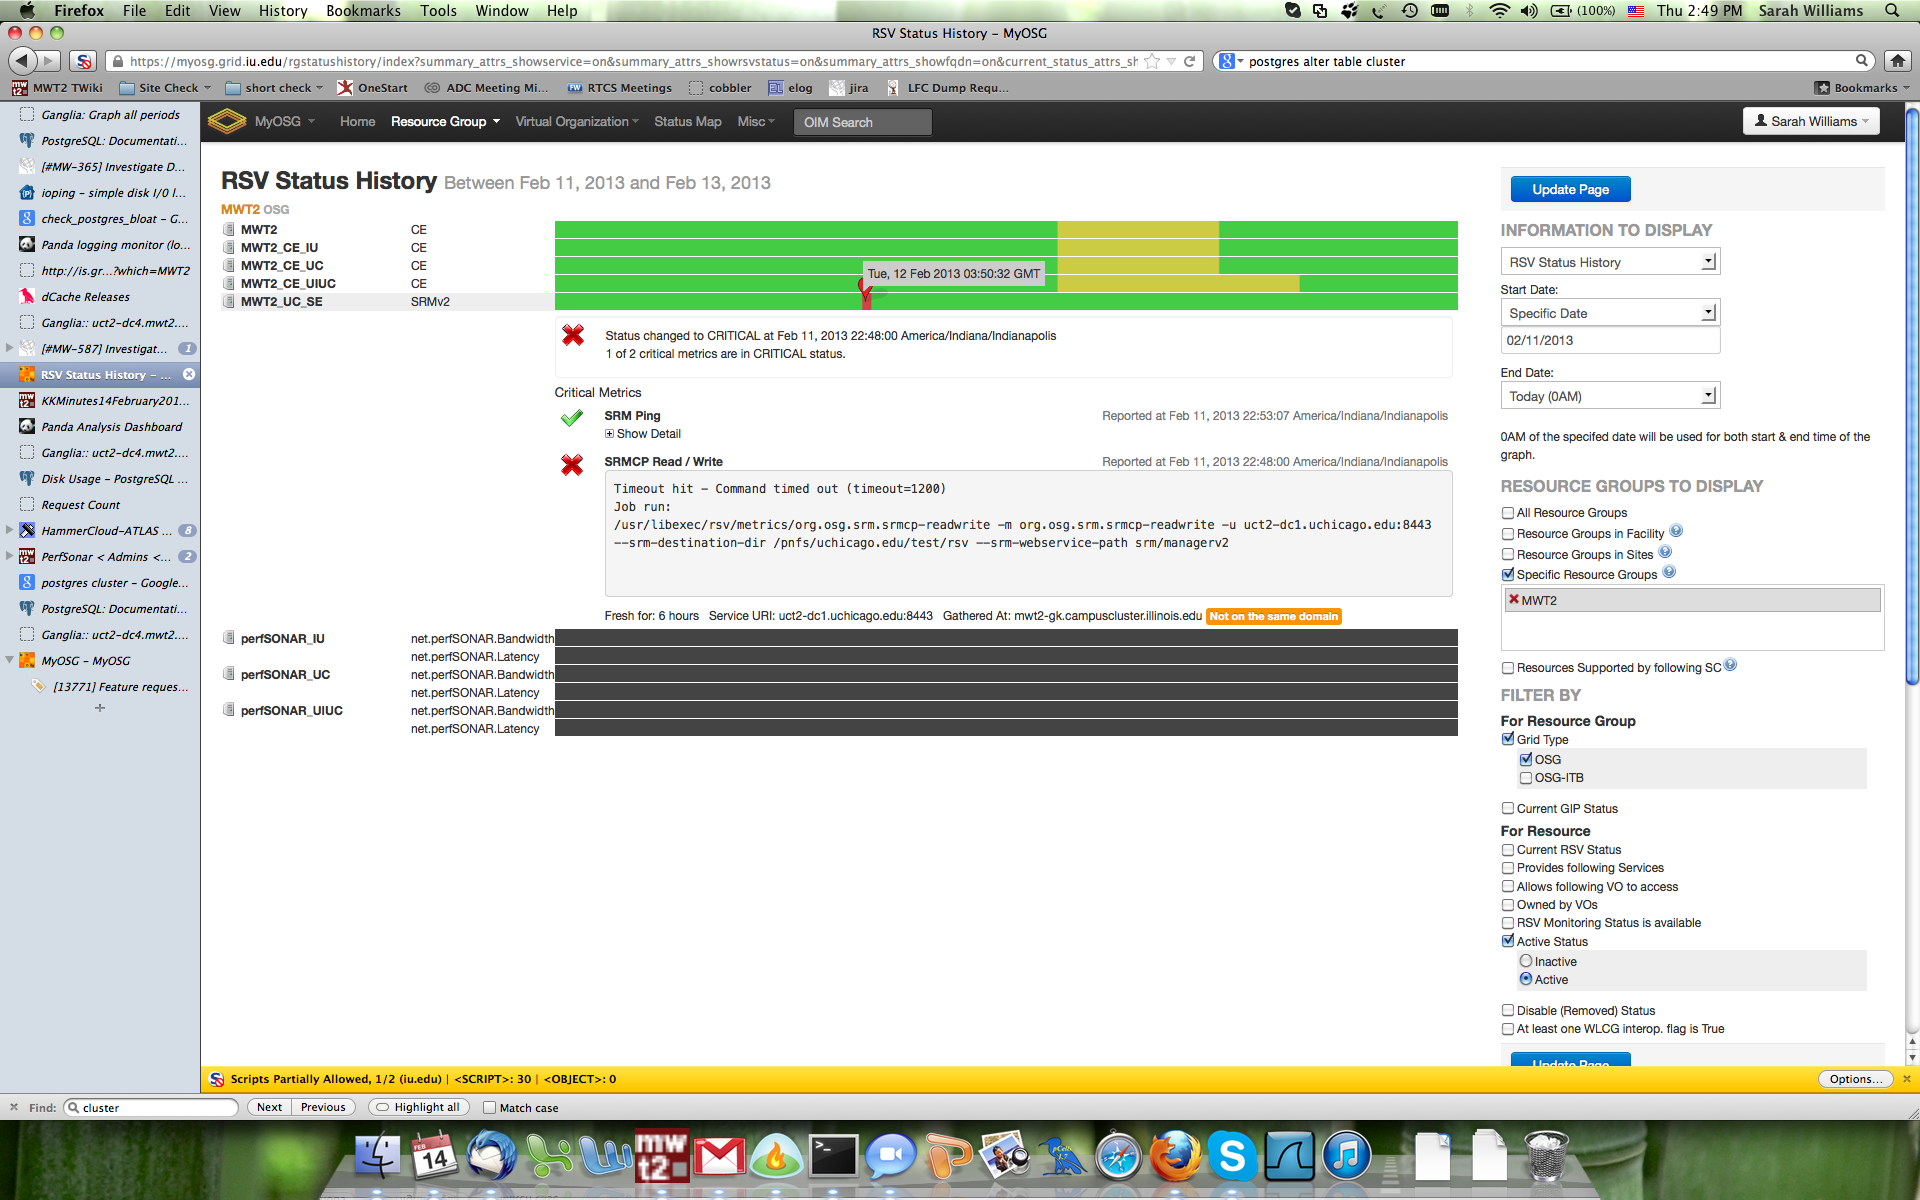 Firefox File Edit View History Bookmarks Tools Window Help (100%) Thu 2:49 PM Sarah Williams
RSV Status History – MyOSG
https://myosg.grid.iu.edu/rgstatushistory/index?summary_attrs_showservice=on&summary_attrs_showrsvstatus=on&summary_attrs_showfqdn=on&current_status_attrs_sh
postgres alter table cluster
MWT2 TWiki Site Check short check OneStart ADC Meeting Mi... RTCS Meetings cobbler elog jira LFC Dump Requ... Bookmarks
Ganglia: Graph all periods
PostgreSQL: Documentati...
[#MW-365] Investigate D...
ioping – simple disk I/0 l...
check_postgres_bloat – G...
Panda logging monitor (lo...
http://is.gr...?which=MWT2
dCache Releases
Ganglia:: uct2-dc4.mwt2....
[#MW-587] Investigat... 1
RSV Status History – ...
KKMinutes14February201...
Panda Analysis Dashboard
Ganglia:: uct2-dc4.mwt2....
Disk Usage – PostgreSQL ...
Request Count
HammerCloud-ATLAS ... 8
PerfSonar < Admins <... 2
postgres cluster – Google...
PostgreSQL: Documentati...
Ganglia:: uct2-dc4.mwt2....
MyOSG – MyOSG
[13771] Feature reques...
MyOSG Home Resource Group Virtual Organization Status Map Misc OIM Search Sarah Williams
RSV Status History Between Feb 11, 2013 and Feb 13, 2013
MWT2 OSG
MWT2 CE
MWT2_CE_IU CE
MWT2_CE_UC CE
Tue, 12 Feb 2013 03:50:32 GMT
MWT2_CE_UIUC CE
MWT2_UC_SE SRMv2
Status changed to CRITICAL at Feb 11, 2013 22:48:00 America/Indiana/Indianapolis
1 of 2 critical metrics are in CRITICAL status.
Critical Metrics
SRM Ping Reported at Feb 11, 2013 22:53:07 America/Indiana/Indianapolis
Show Detail
SRMCP Read / Write Reported at Feb 11, 2013 22:48:00 America/Indiana/Indianapolis
Timeout hit - Command timed out (timeout=1200)
Job run:
/usr/libexec/rsv/metrics/org.osg.srm.srmcp-readwrite -m org.osg.srm.srmcp-readwrite -u uct2-dc1.uchicago.edu:8443
--srm-destination-dir /pnfs/uchicago.edu/test/rsv --srm-webservice-path srm/managerv2
Fresh for: 6 hours Service URI: uct2-dc1.uchicago.edu:8443 Gathered At: mwt2-gk.campuscluster.illinois.edu Not on the same domain
perfSONAR_IU net.perfSONAR.Bandwidth
net.perfSONAR.Latency
perfSONAR_UC net.perfSONAR.Bandwidth
net.perfSONAR.Latency
perfSONAR_UIUC net.perfSONAR.Bandwidth
net.perfSONAR.Latency
Update Page
INFORMATION TO DISPLAY
RSV Status History
Start Date:
Specific Date
02/11/2013
End Date:
Today (0AM)
0AM of the specifed date will be used for both start & end time of the
graph.
RESOURCE GROUPS TO DISPLAY
All Resource Groups
Resource Groups in Facility
Resource Groups in Sites
Specific Resource Groups
MWT2
Resources Supported by following SC
FILTER BY
For Resource Group
Grid Type
OSG
OSG-ITB
Current GIP Status
For Resource
Current RSV Status
Provides following Services
Allows following VO to access
Owned by VOs
RSV Monitoring Status is available
Active Status
Inactive
Active
Disable (Removed) Status
At least one WLCG interop. flag is True
Update Page
Scripts Partially Allowed, 1/2 (iu.edu) | <SCRIPT>: 30 | <OBJECT>: 0 Options...
Find: cluster Next Previous Highlight all Match case
FEB
14
mw
t2